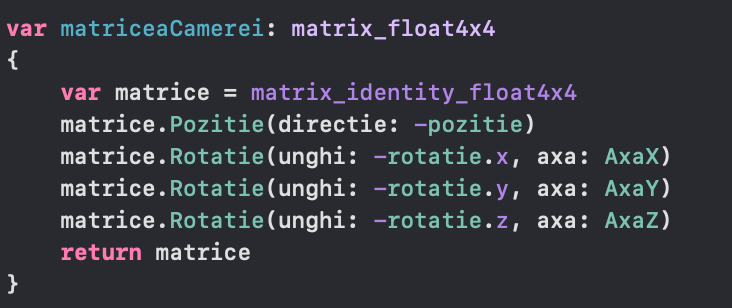 var matriceaCamerei: matrix_float4x4
{
    var matrice = matrix_identity_float4x4
    matrice.Pozitie(directie: -pozitie)
    matrice.Rotatie(unghi: -rotatie.x, axa: AxaX)
    matrice.Rotatie(unghi: -rotatie.y, axa: AxaY)
    matrice.Rotatie(unghi: -rotatie.z, axa: AxaZ)
    return matrice
}